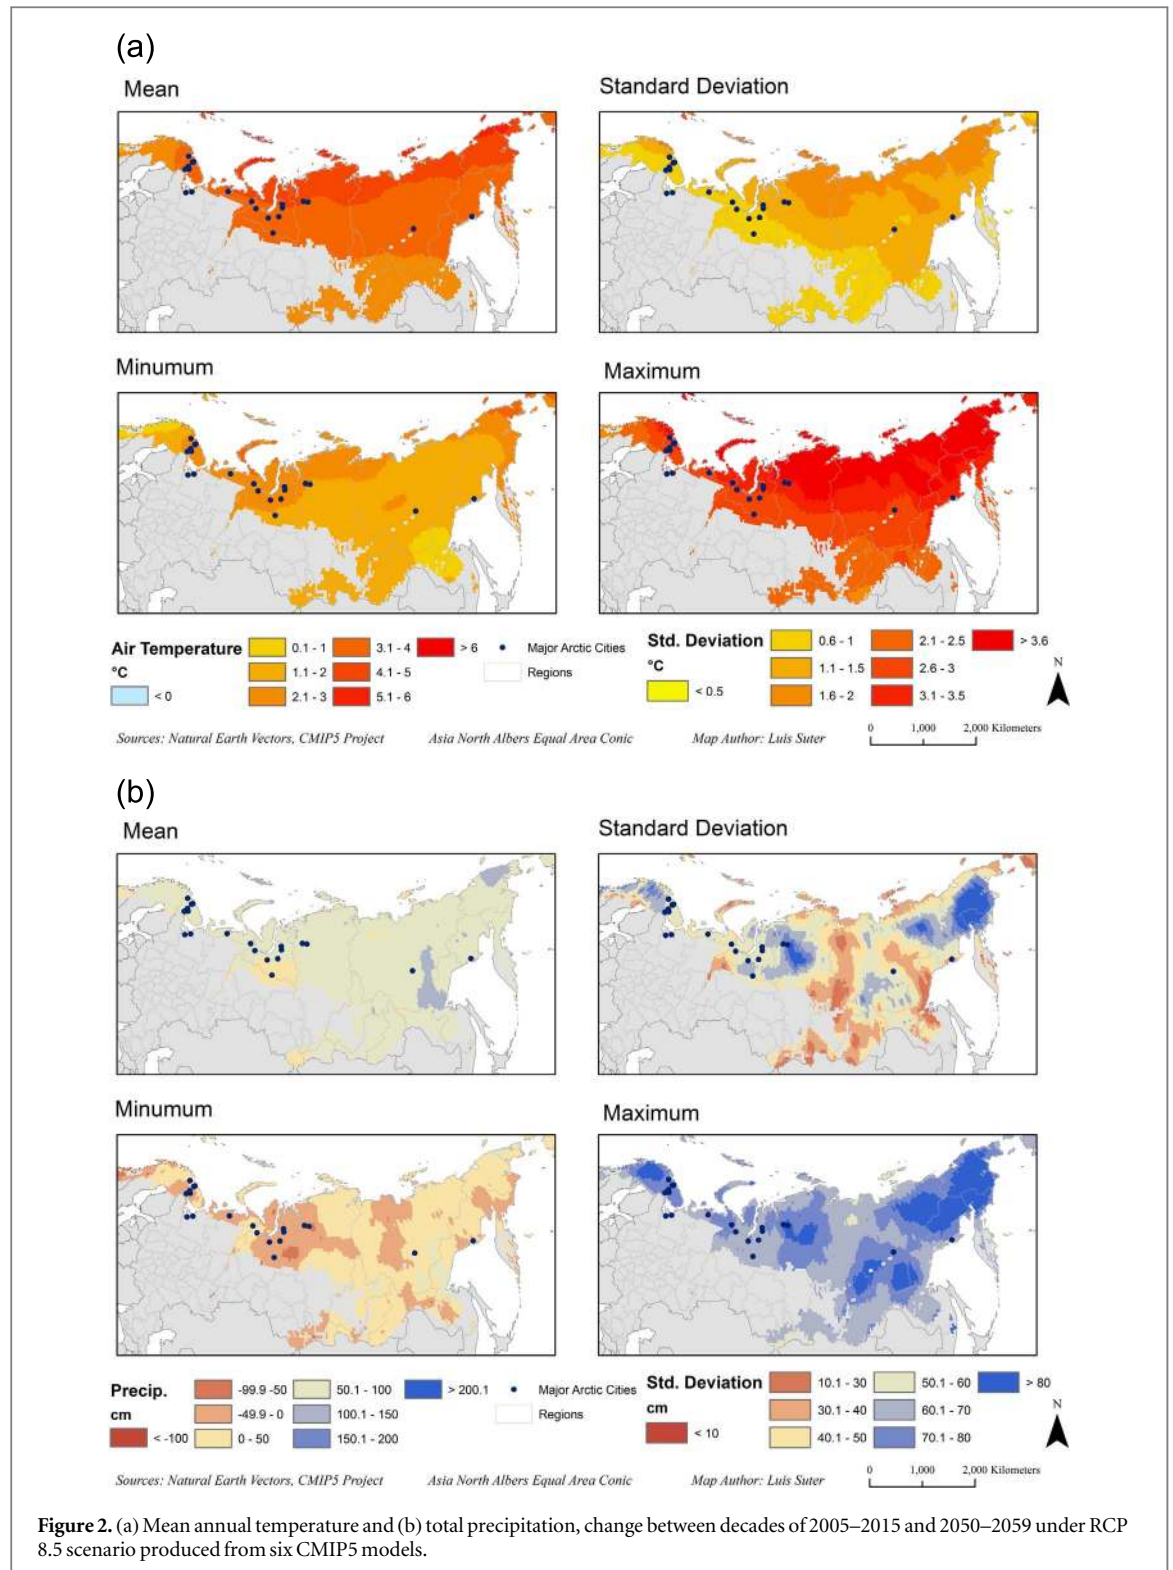 (a)
Mean
Standard Deviation
Minumum
Maximum
Air Temperature
°C
< 0
0.1 - 1
1.1 - 2
2.1 - 3
3.1 - 4
4.1 - 5
5.1 - 6
> 6
Major Arctic Cities
Regions
Std. Deviation
°C
< 0.5
0.6 - 1
1.1 - 1.5
1.6 - 2
2.1 - 2.5
2.6 - 3
3.1 - 3.5
> 3.6
N
0 1,000 2,000 Kilometers
Sources: Natural Earth Vectors, CMIP5 Project Asia North Albers Equal Area Conic Map Author: Luis Suter
(b)
Mean
Standard Deviation
Minumum
Maximum
Precip.
cm
< -100
-99.9 -50
-49.9 - 0
0 - 50
50.1 - 100
100.1 - 150
150.1 - 200
> 200.1
Major Arctic Cities
Regions
Std. Deviation
cm
< 10
10.1 - 30
30.1 - 40
40.1 - 50
50.1 - 60
60.1 - 70
70.1 - 80
> 80
N
0 1,000 2,000 Kilometers
Sources: Natural Earth Vectors, CMIP5 Project Asia North Albers Equal Area Conic Map Author: Luis Suter
Figure 2. (a) Mean annual temperature and (b) total precipitation, change between decades of 2005–2015 and 2050–2059 under RCP
8.5 scenario produced from six CMIP5 models.